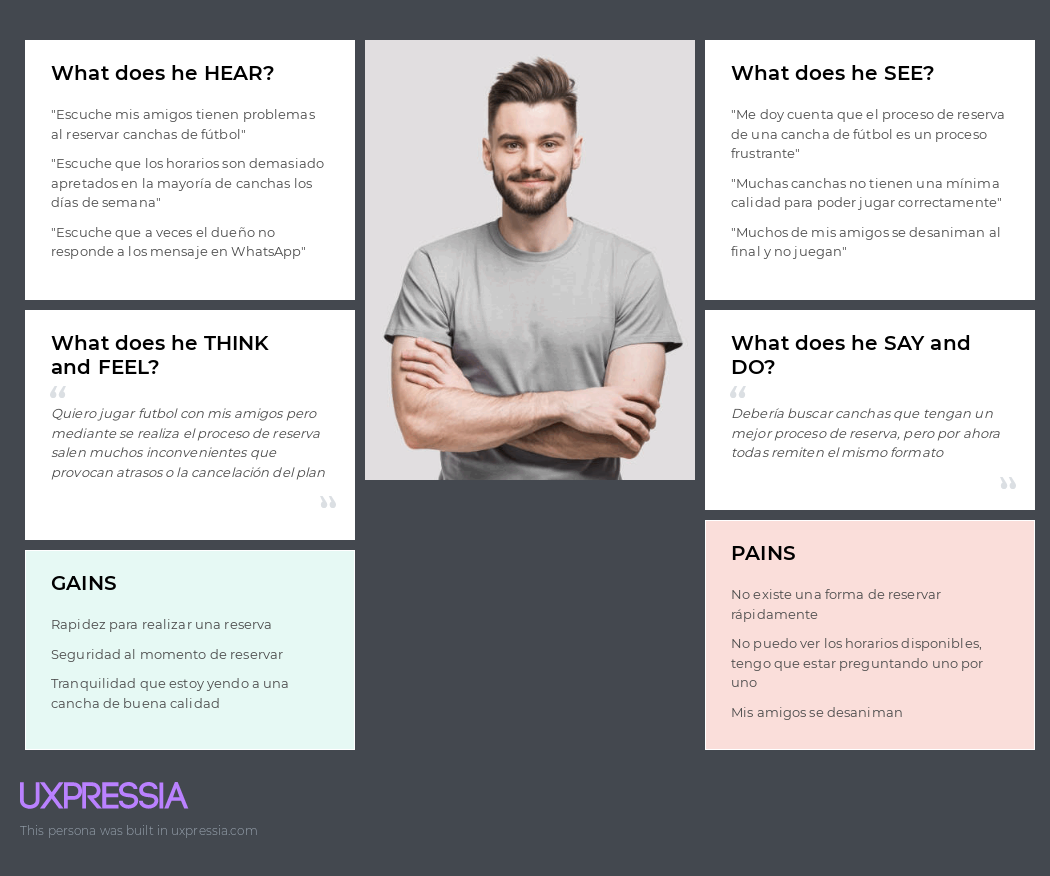 What does he HEAR?
"Escuche mis amigos tienen problemas
al reservar canchas de fútbol"
"Escuche que los horarios son demasiado
apretados en la mayoría de canchas los
días de semana"
"Escuche que a veces el dueño no
responde a los mensaje en WhatsApp"
What does he SEE?
"Me doy cuenta que el proceso de reserva
de una cancha de fútbol es un proceso
frustrante"
"Muchas canchas no tienen una mínima
calidad para poder jugar correctamente"
"Muchos de mis amigos se desaniman al
final y no juegan"
What does he THINK
and FEEL?
“
Quiero jugar futbol con mis amigos pero
mediante se realiza el proceso de reserva
salen muchos inconvenientes que
provocan atrasos o la cancelación del plan
”
What does he SAY and
DO?
“
Debería buscar canchas que tengan un
mejor proceso de reserva, pero por ahora
todas remiten el mismo formato
”
GAINS
Rapidez para realizar una reserva
Seguridad al momento de reservar
Tranquilidad que estoy yendo a una
cancha de buena calidad
PAINS
No existe una forma de reservar
rápidamente
No puedo ver los horarios disponibles,
tengo que estar preguntando uno por
uno
Mis amigos se desaniman
UXPRESSIA
This persona was built in uxpressia.com